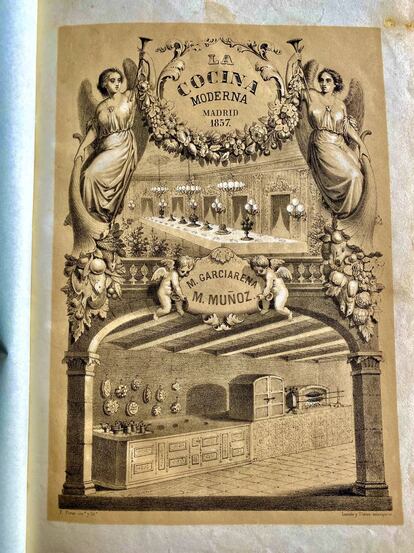 LA
COCINA
MODERNA
MADRID
1857.
M. GARCIARENA
M. MUÑOZ.